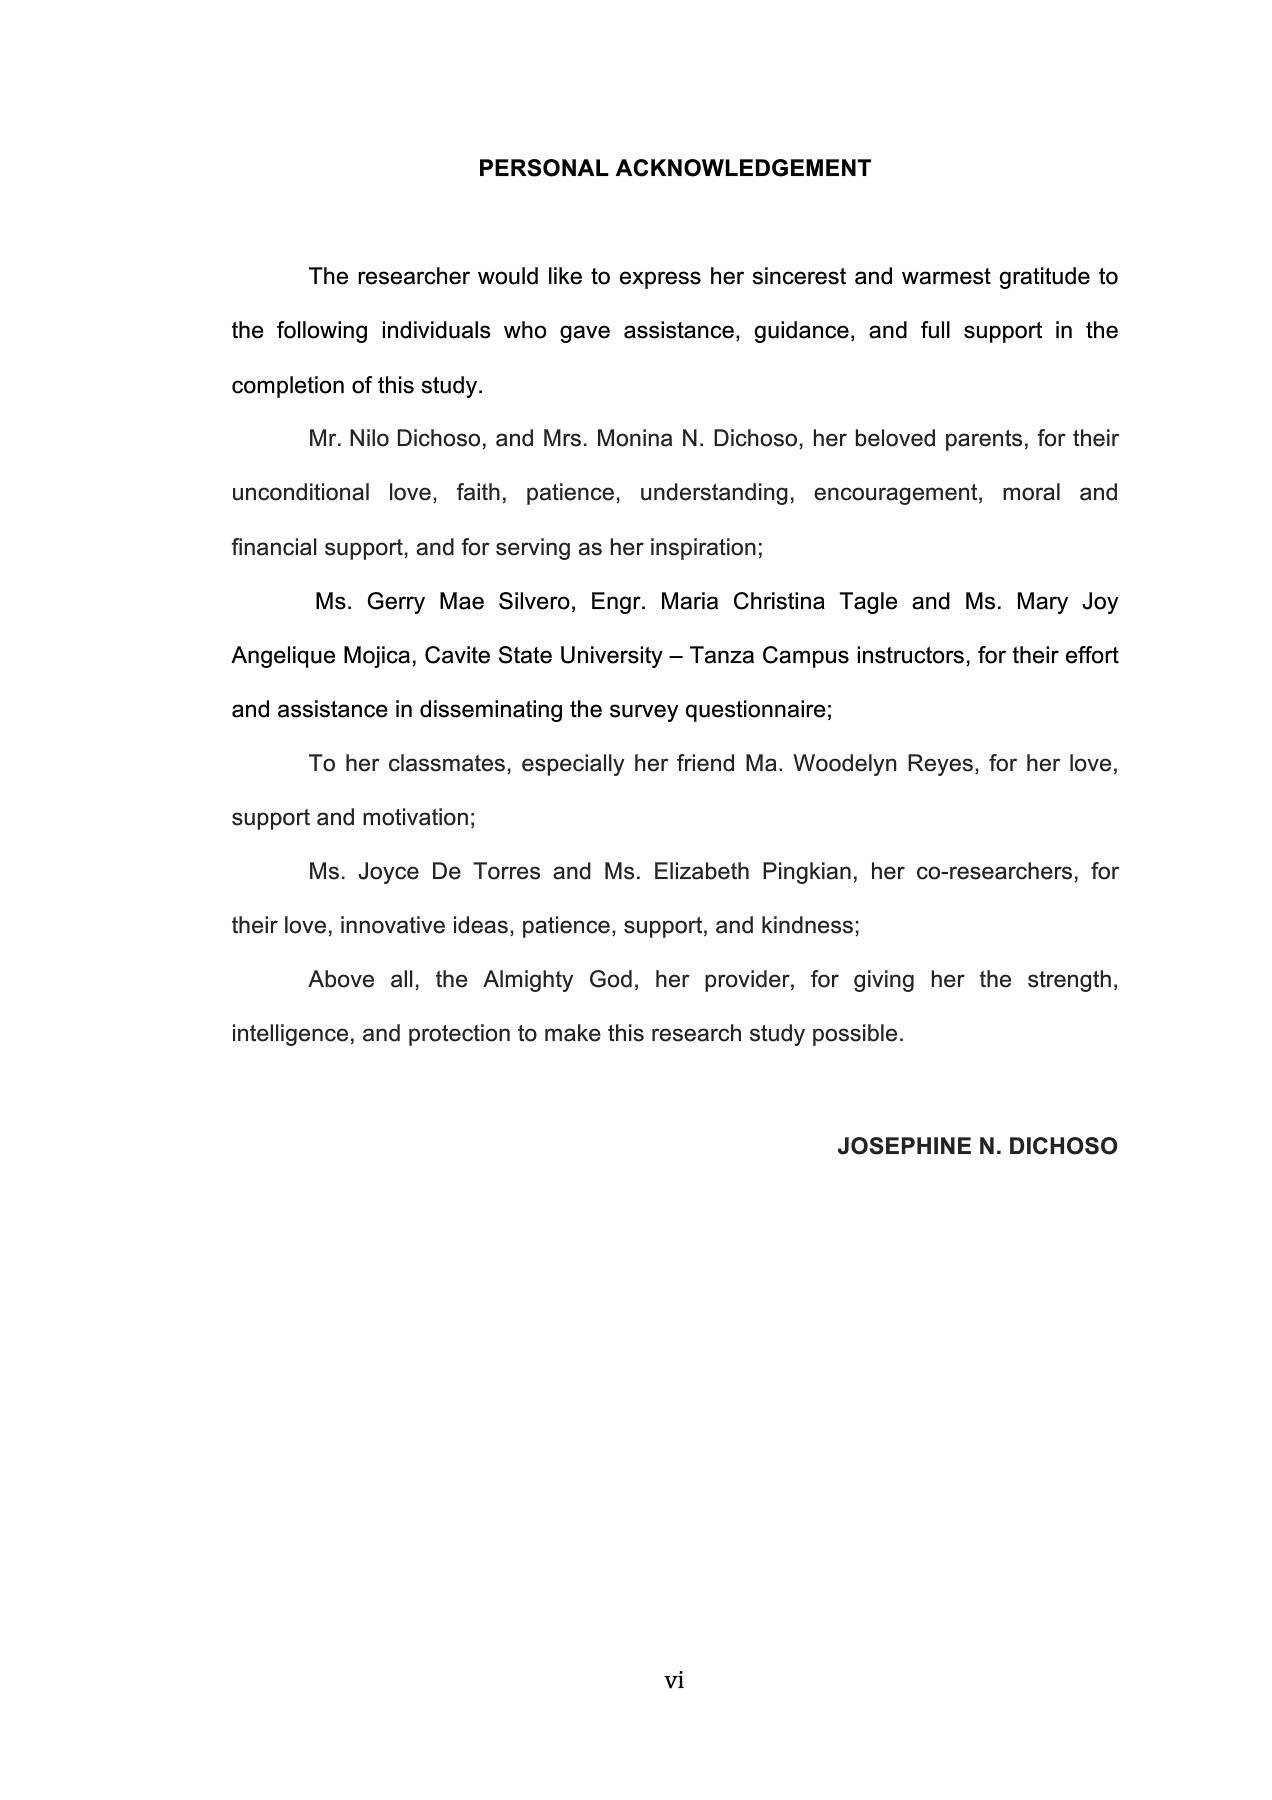 PERSONAL ACKNOWLEDGEMENT
The researcher would like to express her sincerest and warmest gratitude to
the following individuals who gave assistance, guidance, and full support in the
completion of this study.
Mr. Nilo Dichoso, and Mrs. Monina N. Dichoso, her beloved parents, for their
unconditional love, faith, patience, understanding, encouragement, moral and
financial support, and for serving as her inspiration;
Ms. Gerry Mae Silvero, Engr. Maria Christina Tagle and Ms. Mary Joy
Angelique Mojica, Cavite State University – Tanza Campus instructors, for their effort
and assistance in disseminating the survey questionnaire;
To her classmates, especially her friend Ma. Woodelyn Reyes, for her love,
support and motivation;
Ms. Joyce De Torres and Ms. Elizabeth Pingkian, her co-researchers, for
their love, innovative ideas, patience, support, and kindness;
Above all, the Almighty God, her provider, for giving her the strength,
intelligence, and protection to make this research study possible.
JOSEPHINE N. DICHOSO
vi